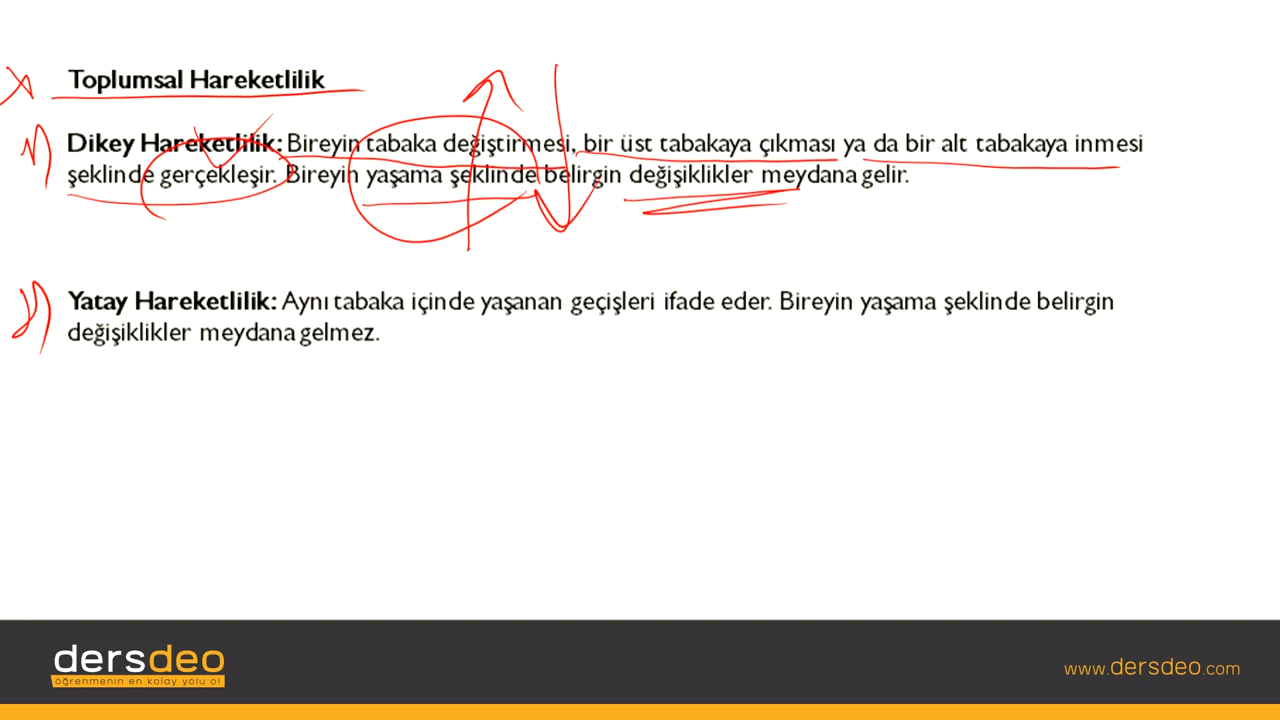 Toplumsal Hareketlilik
1) Dikey Hareketlilik: Bireyin tabaka değiştirmesi, bir üst tabakaya çıkması ya da bir alt tabakaya inmesi
şeklinde gerçekleşir. Bireyin yaşama şeklinde belirgin değişiklikler meydana gelir.
2) Yatay Hareketlilik: Aynı tabaka içinde yaşanan geçişleri ifade eder. Bireyin yaşama şeklinde belirgin
değişiklikler meydana gelmez.
dersdeo
öğrenmenin en kolay yolu o!
www.dersdeo.com